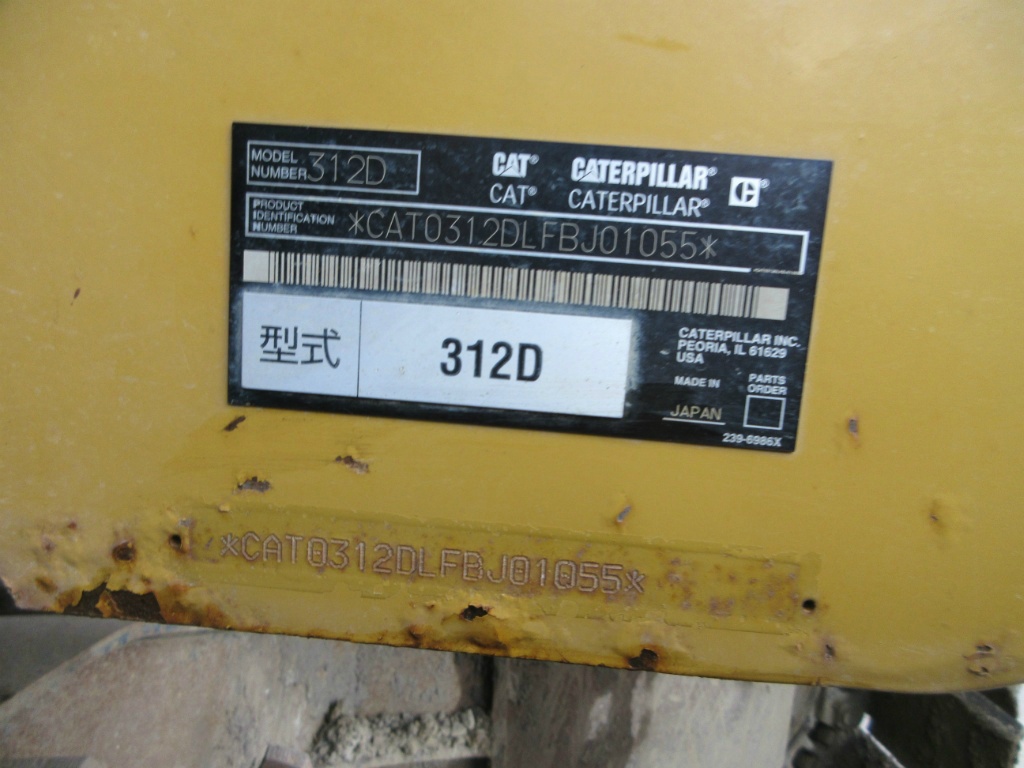 MODEL NUMBER 312D
CAT® CATERPILLAR® C®
CAT® CATERPILLAR®
PRODUCT IDENTIFICATION NUMBER *CAT0312DLFBJ01055*
型式 312D
CATERPILLAR INC.
PEORIA, IL 61629
USA
MADE IN JAPAN
PARTS ORDER
239-6986X
*CAT0312DLFBJ01055*